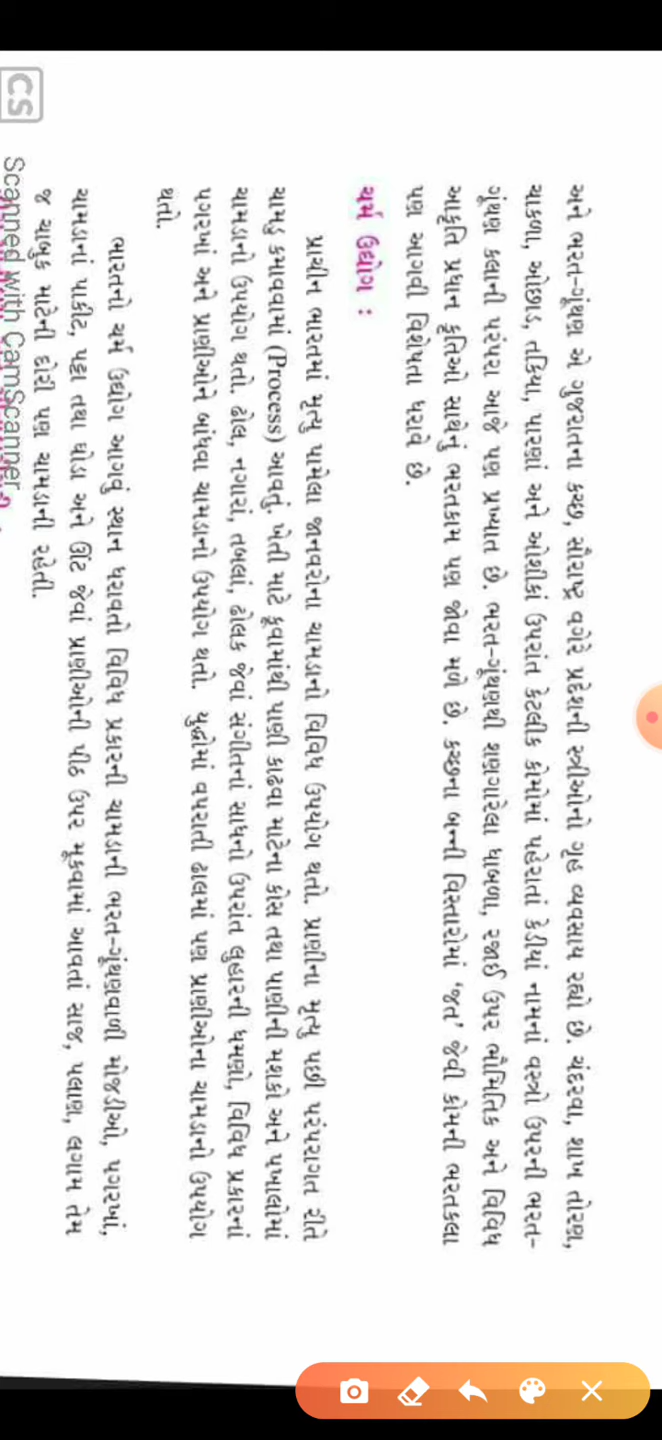 અને ભરત-ગૂંથણ એ ગુજરાતના કચ્છ, સૌરાષ્ટ્ર વગેરે પ્રદેશની સ્ત્રીઓનો ગૃહ વ્યવસાય રહ્યો છે. ચંદરવા, શાખ તોરણ,
ચાકળા, ઓછાડ, તકિયા, પારણાં અને ઓશીકાં ઉપરાંત કેટલીક કોમોમાં પહેરાતાં કેડીયાં નામનાં વસ્ત્રો ઉપરની ભરત-
ગૂંથણ કલાની પરંપરા આજે પણ પ્રખ્યાત છે. ભરત-ગૂંથણથી શણગારેલા ધાબળા, રજાઈ ઉપર ભૌમિતિક અને વિવિધ
આકૃતિ પ્રધાન કૃતિઓ સાથેનું ભરતકામ પણ જોવા મળે છે. કચ્છના બન્ની વિસ્તારોમાં ‘જત’ જેવી કોમની ભરતકલા
પણ આગવી વિશેષતા ધરાવે છે.
ચર્મ ઉદ્યોગ :
પ્રાચીન ભારતમાં મૃત્યુ પામેલા જાનવરોના ચામડાનો વિવિધ ઉપયોગ થતો. પ્રાણીના મૃત્યુ પછી પરંપરાગત રીતે
ચામડું કમાવવામાં (Process) આવતું. ખેતી માટે કૂવામાંથી પાણી કાઢવા માટેના કોસ તથા પાણીની મશકો અને પખાલોમાં
ચામડાનો ઉપયોગ થતો. ઢોલ, નગારાં, તબલાં, ઢોલક જેવાં સંગીતનાં સાધનો ઉપરાંત લુહારની ધમણો, વિવિધ પ્રકારનાં
પગરખાં અને પ્રાણીઓને બાંધવા ચામડાનો ઉપયોગ થતો. યુદ્ધોમાં વપરાતી ઢાલમાં પણ પ્રાણીઓના ચામડાનો ઉપયોગ
થતો.
ભારતનો ચર્મ ઉદ્યોગ આગવું સ્થાન ધરાવતો વિવિધ પ્રકારની ચામડાની ભરત-ગૂંથણવાળી મોજડીઓ, પગરખાં,
ચામડાનાં પાકીટ, પટ્ટા તથા ઘોડા અને ઊંટ જેવાં પ્રાણીઓની પીઠ ઉપર મૂકવામાં આવતાં સાજ, પલાણ, લગામ તેમ
જ ચાબુક માટેની દોરી પણ ચામડાની રહેતી.
CS Scanned with CamScanner